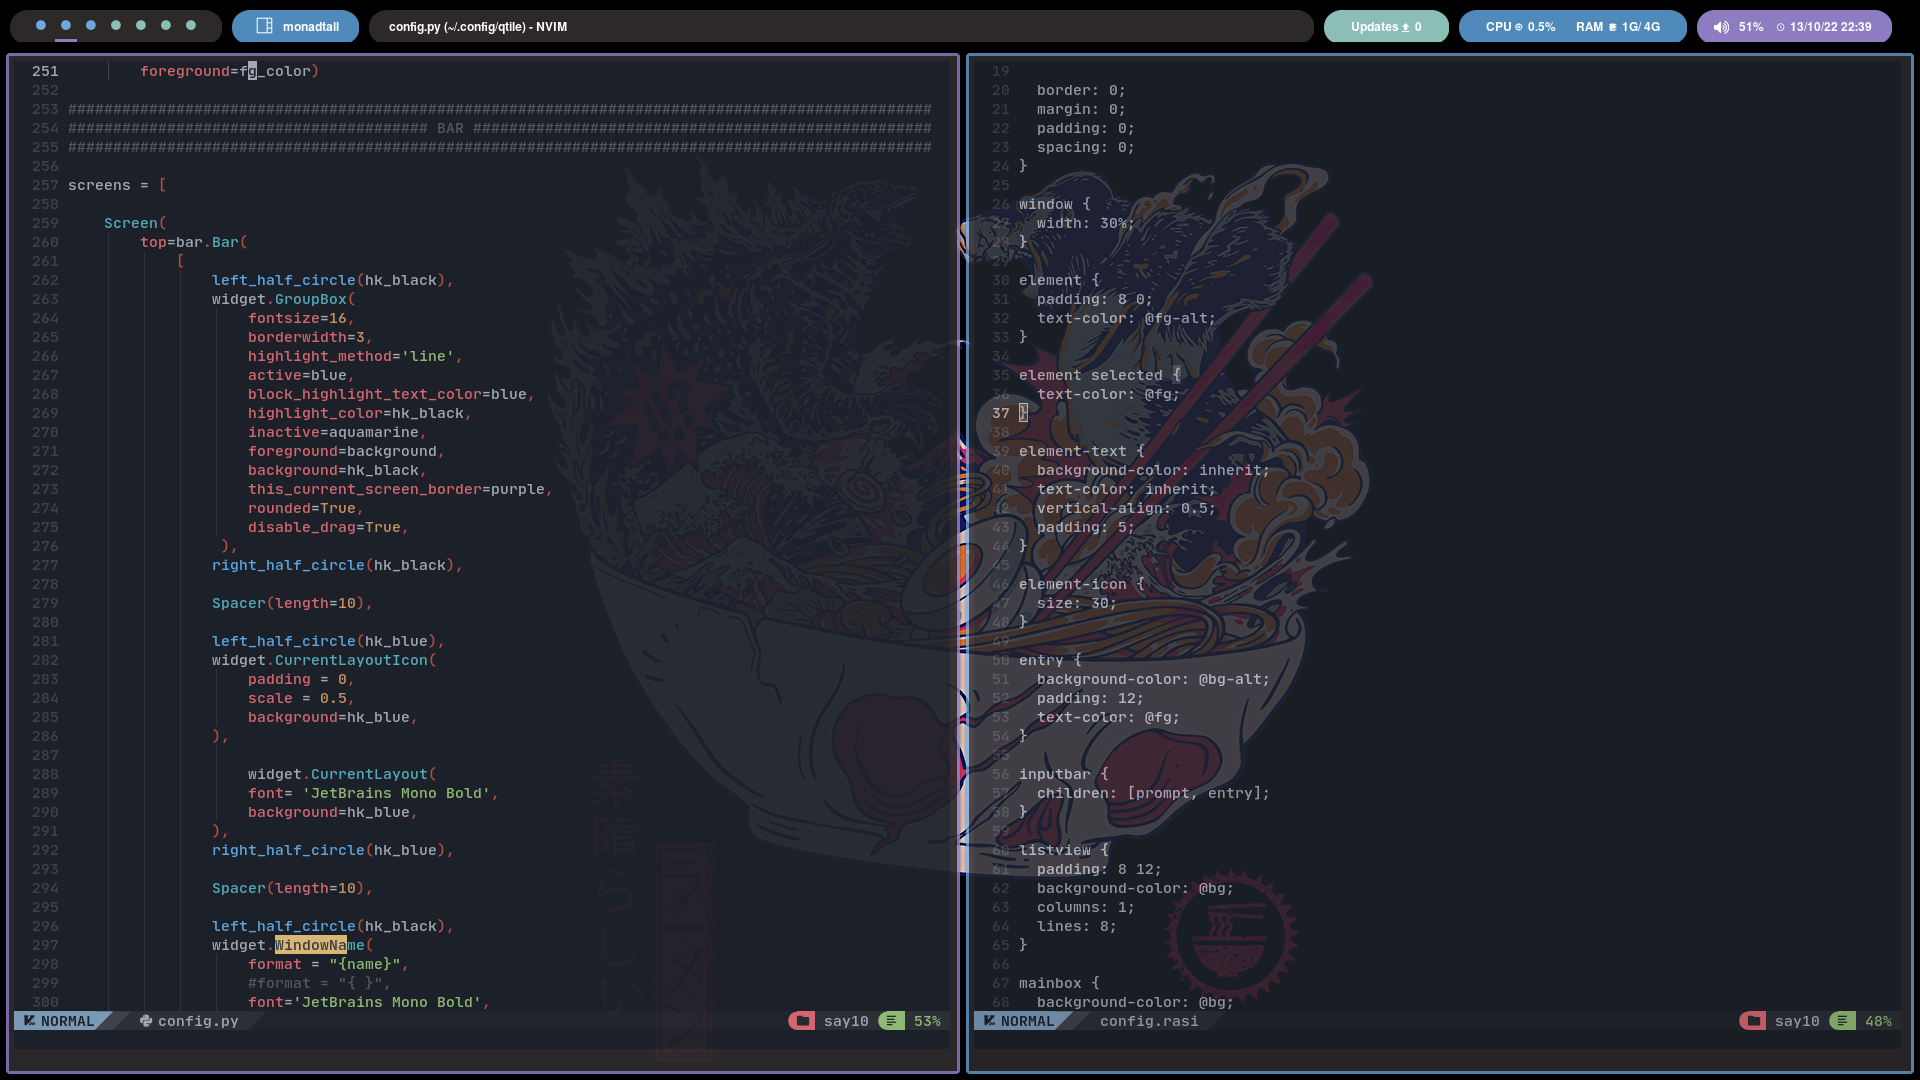 monadtall
config.py (~/.config/qtile) - NVIM
Updates 0
CPU 0.5%
RAM 1G/ 4G
51%
13/10/22 22:39
251 foreground=fg_color)
252
253 ################################################################################################
254 ######################################## BAR ###################################################
255 ################################################################################################
256
257 screens = [
258
259 Screen(
260 top=bar.Bar(
261 [
262 left_half_circle(hk_black),
263 widget.GroupBox(
264 fontsize=16,
265 borderwidth=3,
266 highlight_method='line',
267 active=blue,
268 block_highlight_text_color=blue,
269 highlight_color=hk_black,
270 inactive=aquamarine,
271 foreground=background,
272 background=hk_black,
273 this_current_screen_border=purple,
274 rounded=True,
275 disable_drag=True,
276 ),
277 right_half_circle(hk_black),
278
279 Spacer(length=10),
280
281 left_half_circle(hk_blue),
282 widget.CurrentLayoutIcon(
283 padding = 0,
284 scale = 0.5,
285 background=hk_blue,
286 ),
287
288 widget.CurrentLayout(
289 font= 'JetBrains Mono Bold',
290 background=hk_blue,
291 ),
292 right_half_circle(hk_blue),
293
294 Spacer(length=10),
295
296 left_half_circle(hk_black),
297 widget.WindowName(
298 format = "{name}",
299 #format = "{ }",
300 font='JetBrains Mono Bold',
NORMAL config.py say10 53%
19
20 border: 0;
21 margin: 0;
22 padding: 0;
23 spacing: 0;
24 }
25
26 window {
27 width: 30%;
28 }
29
30 element {
31 padding: 8 0;
32 text-color: @fg-alt;
33 }
34
35 element selected {
36 text-color: @fg;
37 }
38
39 element-text {
40 background-color: inherit;
41 text-color: inherit;
42 vertical-align: 0.5;
43 padding: 5;
44 }
45
46 element-icon {
47 size: 30;
48 }
49
50 entry {
51 background-color: @bg-alt;
52 padding: 12;
53 text-color: @fg;
54 }
55
56 inputbar {
57 children: [prompt, entry];
58 }
59
60 listview {
61 padding: 8 12;
62 background-color: @bg;
63 columns: 1;
64 lines: 8;
65 }
66
67 mainbox {
68 background-color: @bg;
NORMAL config.rasi say10 48%
!?
素晴らしい
ラーメン